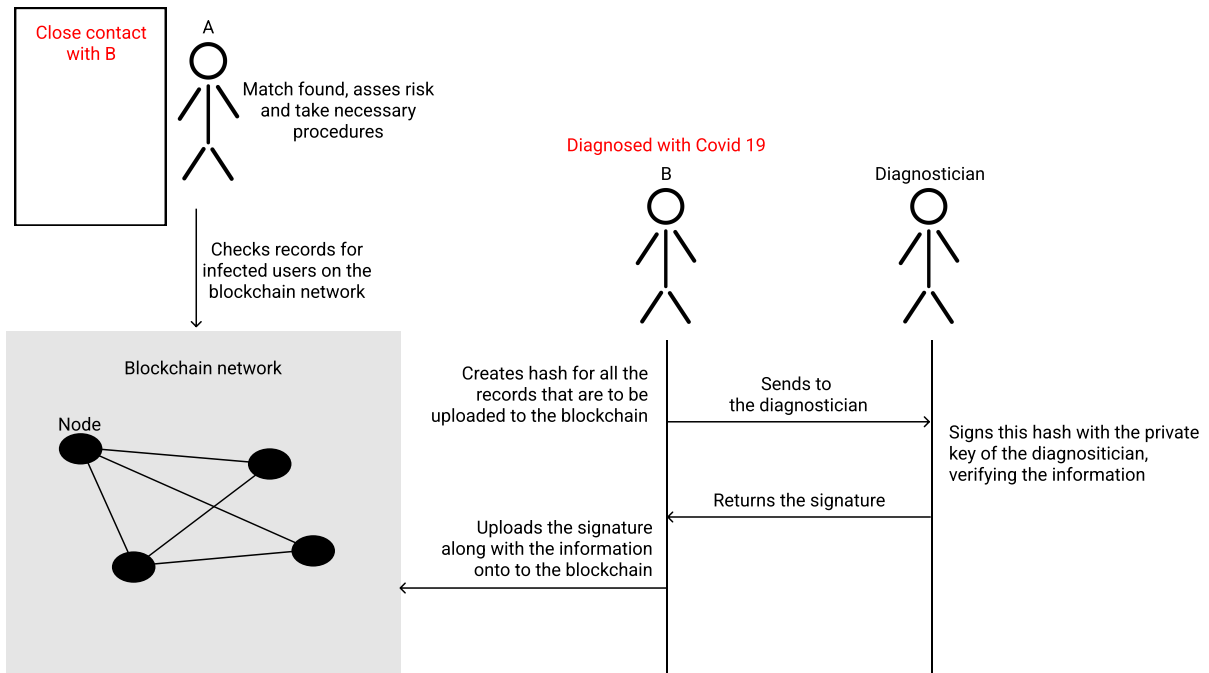 Close contact
with B
A
Match found, asses risk
and take necessary
procedures
Checks records for
infected users on the
blockchain network
Blockchain network
Node
Diagnosed with Covid 19
B
Diagnostician
Creates hash for all the
records that are to be
uploaded to the blockchain
Sends to
the diagnostician
Signs this hash with the private
key of the diagnositician,
verifying the information
Returns the signature
Uploads the signature
along with the information
onto to the blockchain